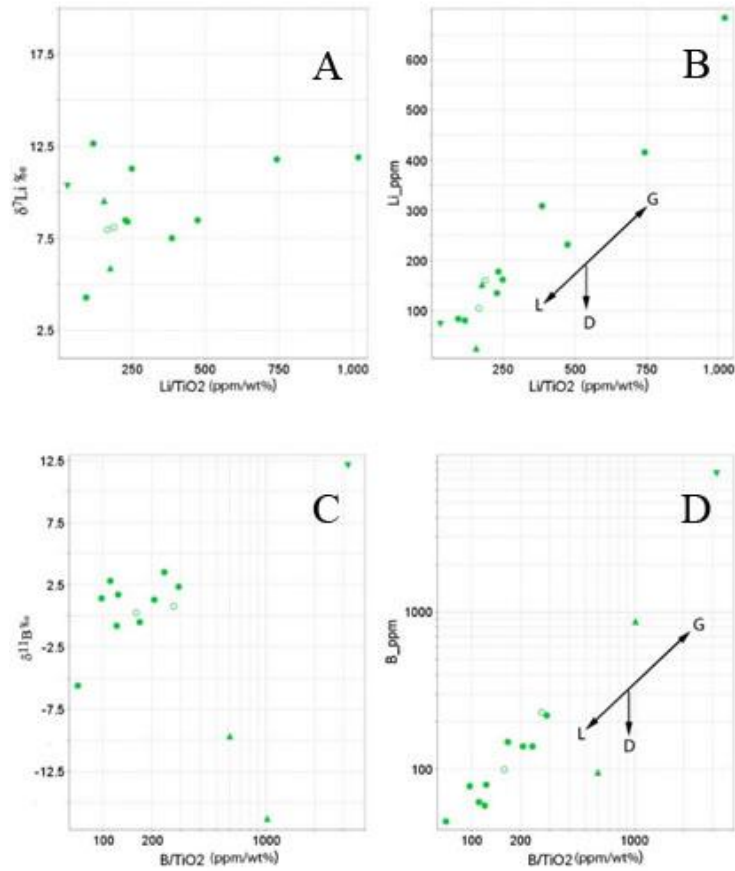 A
17.5
12.5
7.5
2.5
δ⁷Li ‰
250
500
750
1,000
Li/TiO2 (ppm/wt%)
B
600
500
400
300
200
100
Li_ppm
G
L
D
250
500
750
1,000
Li/TiO2 (ppm/wt%)
C
12.5
7.5
2.5
-2.5
-7.5
-12.5
δ¹¹B‰
100
200
1000
B/TiO2 (ppm/wt%)
D
1000
100
B_ppm
G
L
D
100
200
1000
B/TiO2 (ppm/wt%)